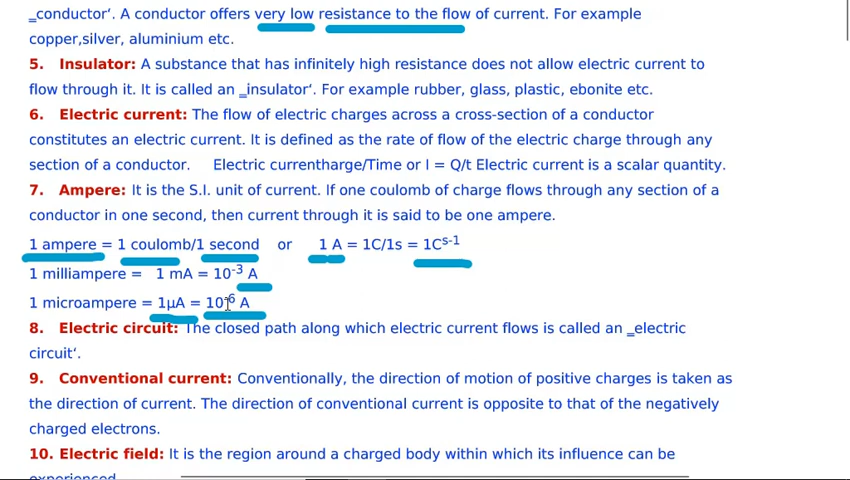 ‗conductor‘. A conductor offers very low resistance to the flow of current. For example
copper,silver, aluminium etc.
5. Insulator: A substance that has infinitely high resistance does not allow electric current to
flow through it. It is called an ‗insulator‘. For example rubber, glass, plastic, ebonite etc.
6. Electric current: The flow of electric charges across a cross-section of a conductor
constitutes an electric current. It is defined as the rate of flow of the electric charge through any
section of a conductor. Electric currentharge/Time or I = Q/t Electric current is a scalar quantity.
7. Ampere: It is the S.I. unit of current. If one coulomb of charge flows through any section of a
conductor in one second, then current through it is said to be one ampere.
1 ampere = 1 coulomb/1 second or 1 A = 1C/1s = 1Cˢ⁻¹
1 milliampere = 1 mA = 10⁻³ A
1 microampere = 1µA = 10⁻⁶ A
8. Electric circuit: The closed path along which electric current flows is called an ‗electric
circuit‘.
9. Conventional current: Conventionally, the direction of motion of positive charges is taken as
the direction of current. The direction of conventional current is opposite to that of the negatively
charged electrons.
10. Electric field: It is the region around a charged body within which its influence can be
experienced.